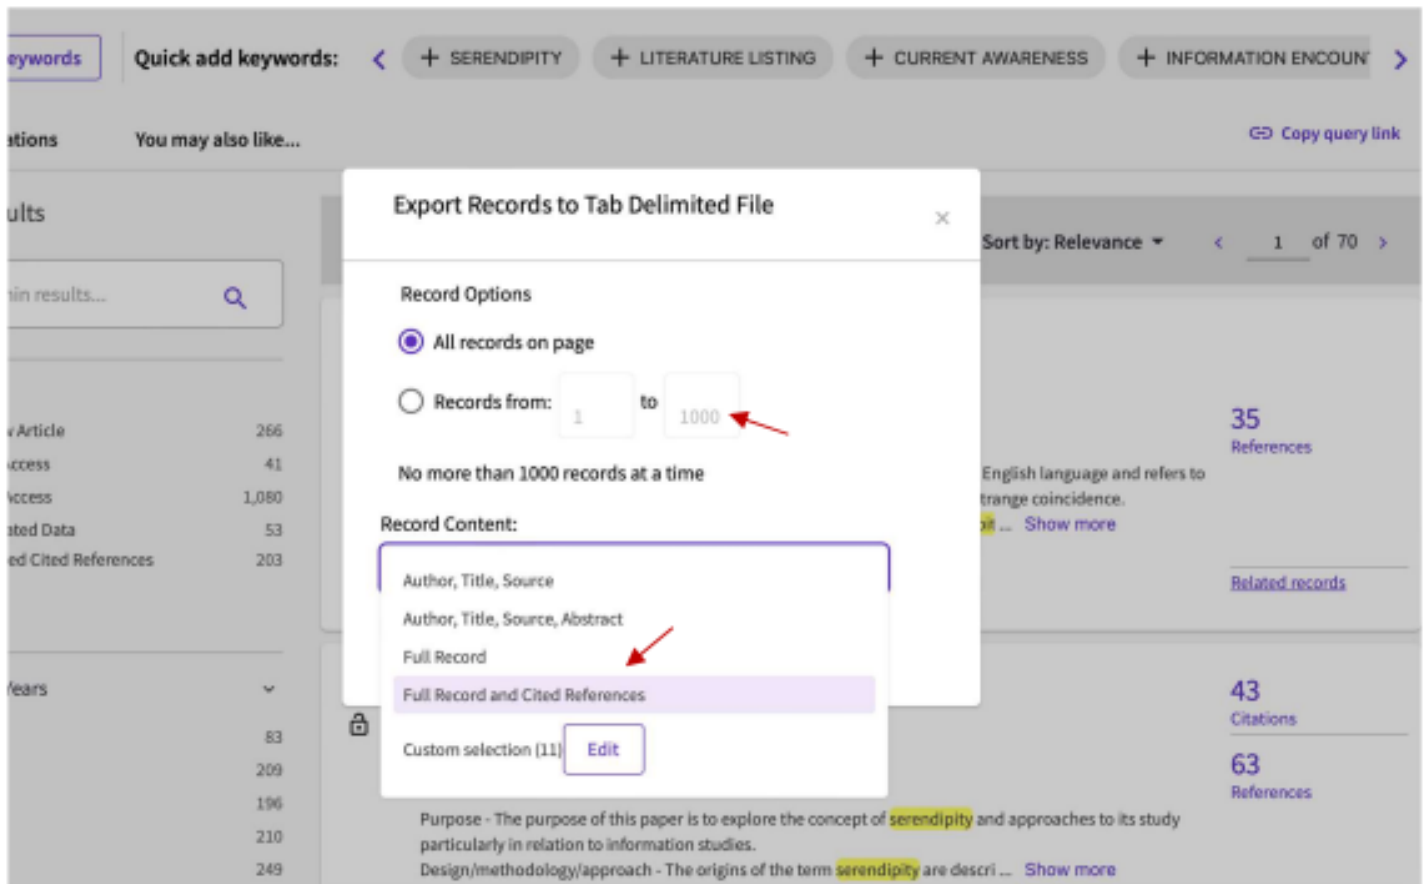 eywords
Quick add keywords:
+ SERENDIPITY
+ LITERATURE LISTING
+ CURRENT AWARENESS
+ INFORMATION ENCOUN
ations
You may also like...
Copy query link
Export Records to Tab Delimited File
×
ults
Sort by: Relevance
1 of 70
in results...
Record Options
All records on page
Records from: 1 to 1000
No more than 1000 records at a time
Record Content:
Author, Title, Source
Author, Title, Source, Abstract
Full Record
Full Record and Cited References
Custom selection (11) Edit
Article 266
ccess 41
Access 1,080
ated Data 53
ed Cited References 203
Years
83
209
196
210
249
35
References
English language and refers to
trange coincidence.
... Show more
Related records
43
Citations
63
References
Purpose - The purpose of this paper is to explore the concept of serendipity and approaches to its study
particularly in relation to information studies.
Design/methodology/approach - The origins of the term serendipity are descri ... Show more